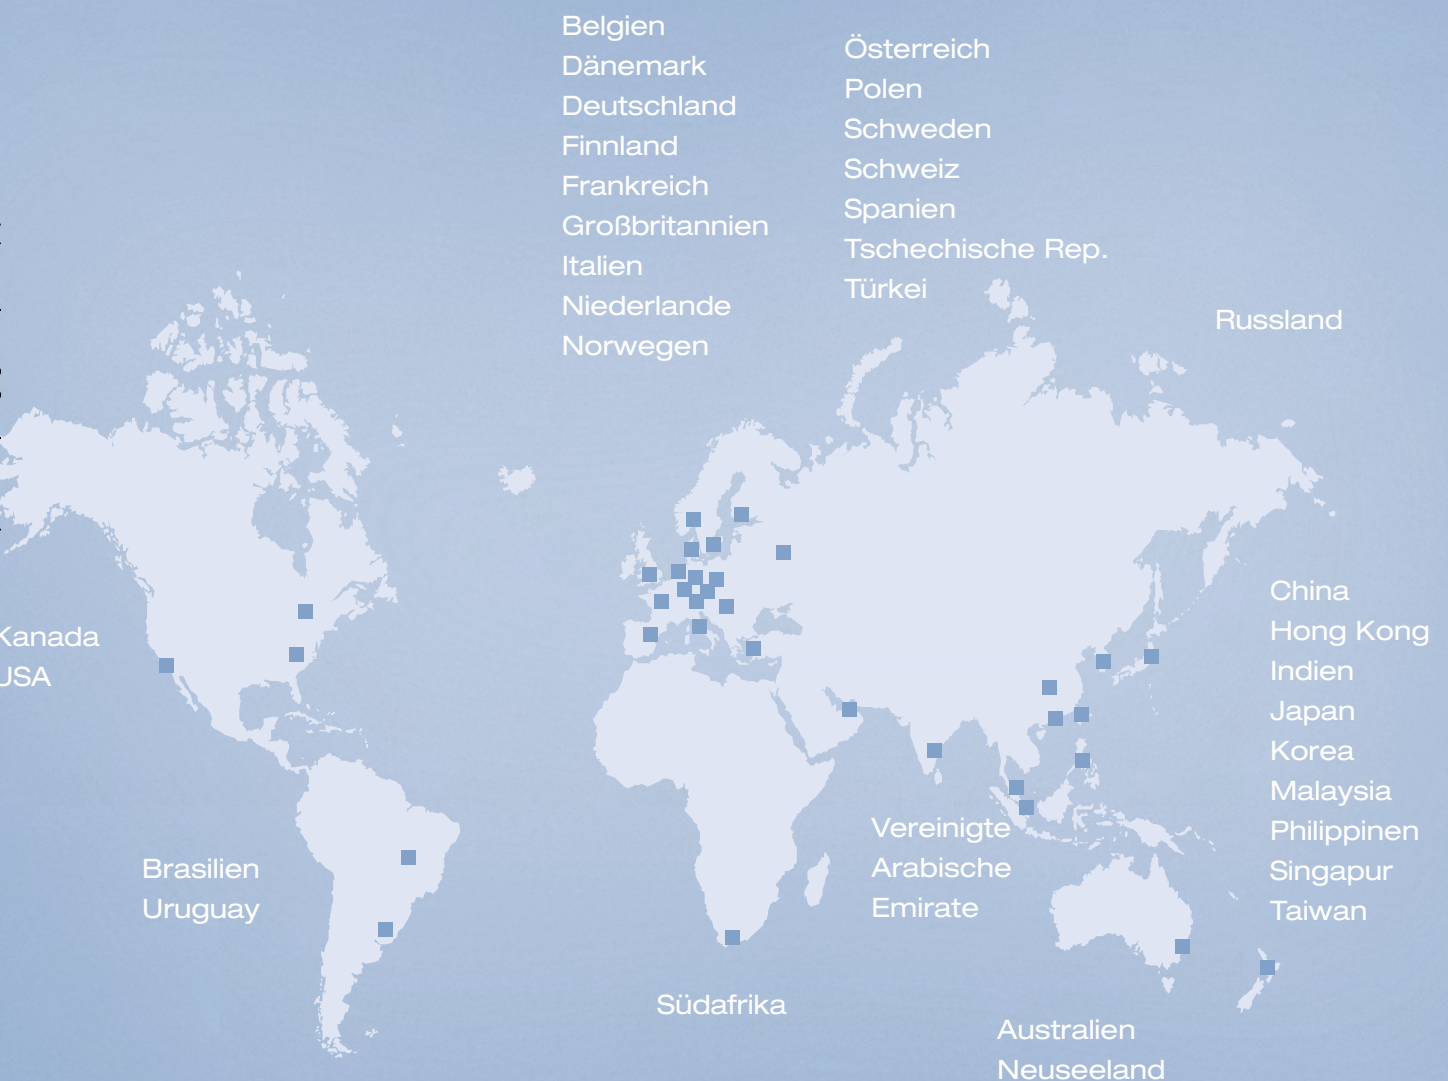 Belgien
Dänemark
Deutschland
Finnland
Frankreich
Großbritannien
Italien
Niederlande
Norwegen
Österreich
Polen
Schweden
Schweiz
Spanien
Tschechische Rep.
Türkei
Russland
Kanada
USA
China
Hong Kong
Indien
Japan
Korea
Malaysia
Philippinen
Singapur
Taiwan
Brasilien
Uruguay
Vereinigte
Arabische
Emirate
Südafrika
Australien
Neuseeland